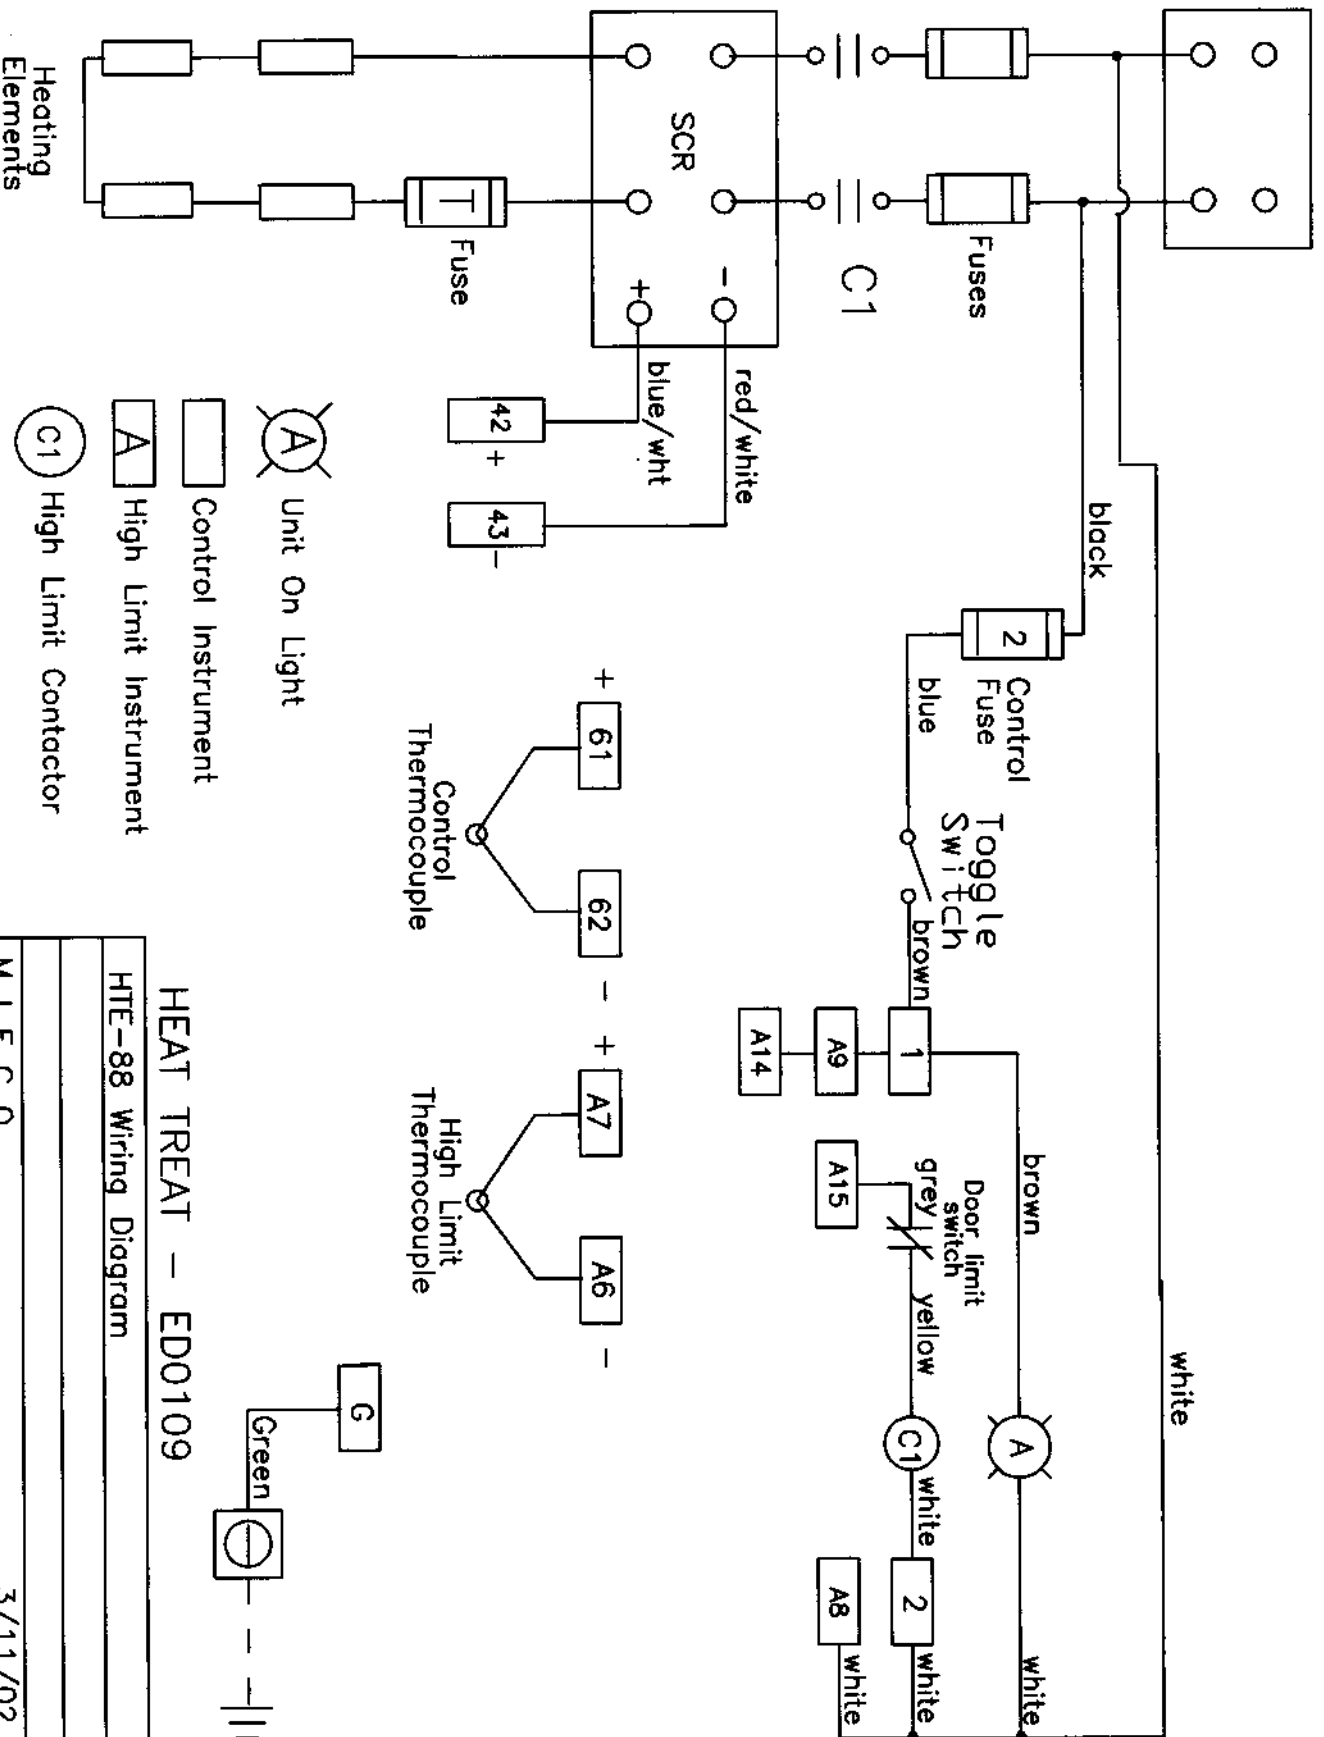 Fuses
C1
black
2
Control
Fuse
blue
Toggle
Switch
brown
1
A9
A14
brown
Door limit
switch
grey
A15
yellow
C1
A
white
white
2
A8
white
white
white
SCR
-
+
red/white
blue/wht
42
+
43
-
T
Fuse
Heating
Elements
+
61
62
-
Control
Thermocouple
+
A7
A6
-
High Limit
Thermocouple
A
Unit On Light
Control Instrument
A
High Limit Instrument
C1
High Limit Contactor
G
Green
HEAT TREAT - ED0109
HTE-88 Wiring Diagram